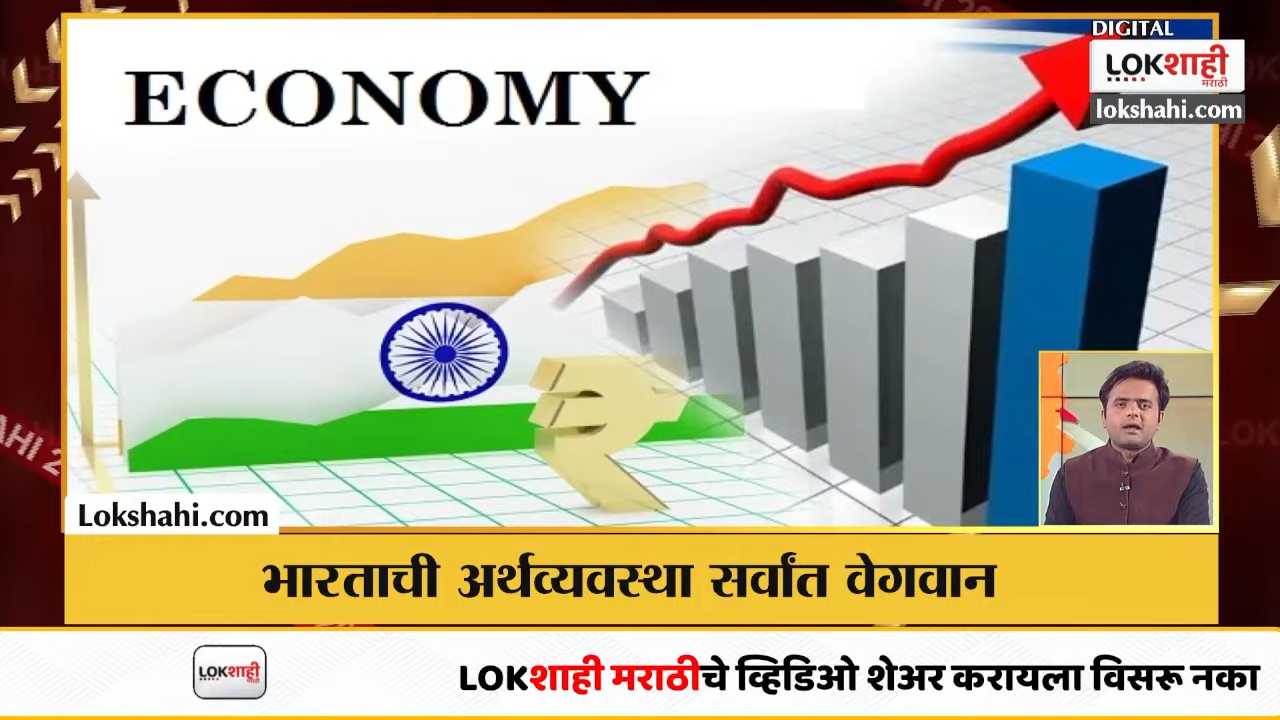 DIGITAL
LOKशाही
मराठी
lokshahi.com
ECONOMY
Lokshahi.com
भारताची अर्थव्यवस्था सर्वांत वेगवान
LOKशाही
मराठी
LOKशाही मराठीचे व्हिडिओ शेअर करायला विसरू नका